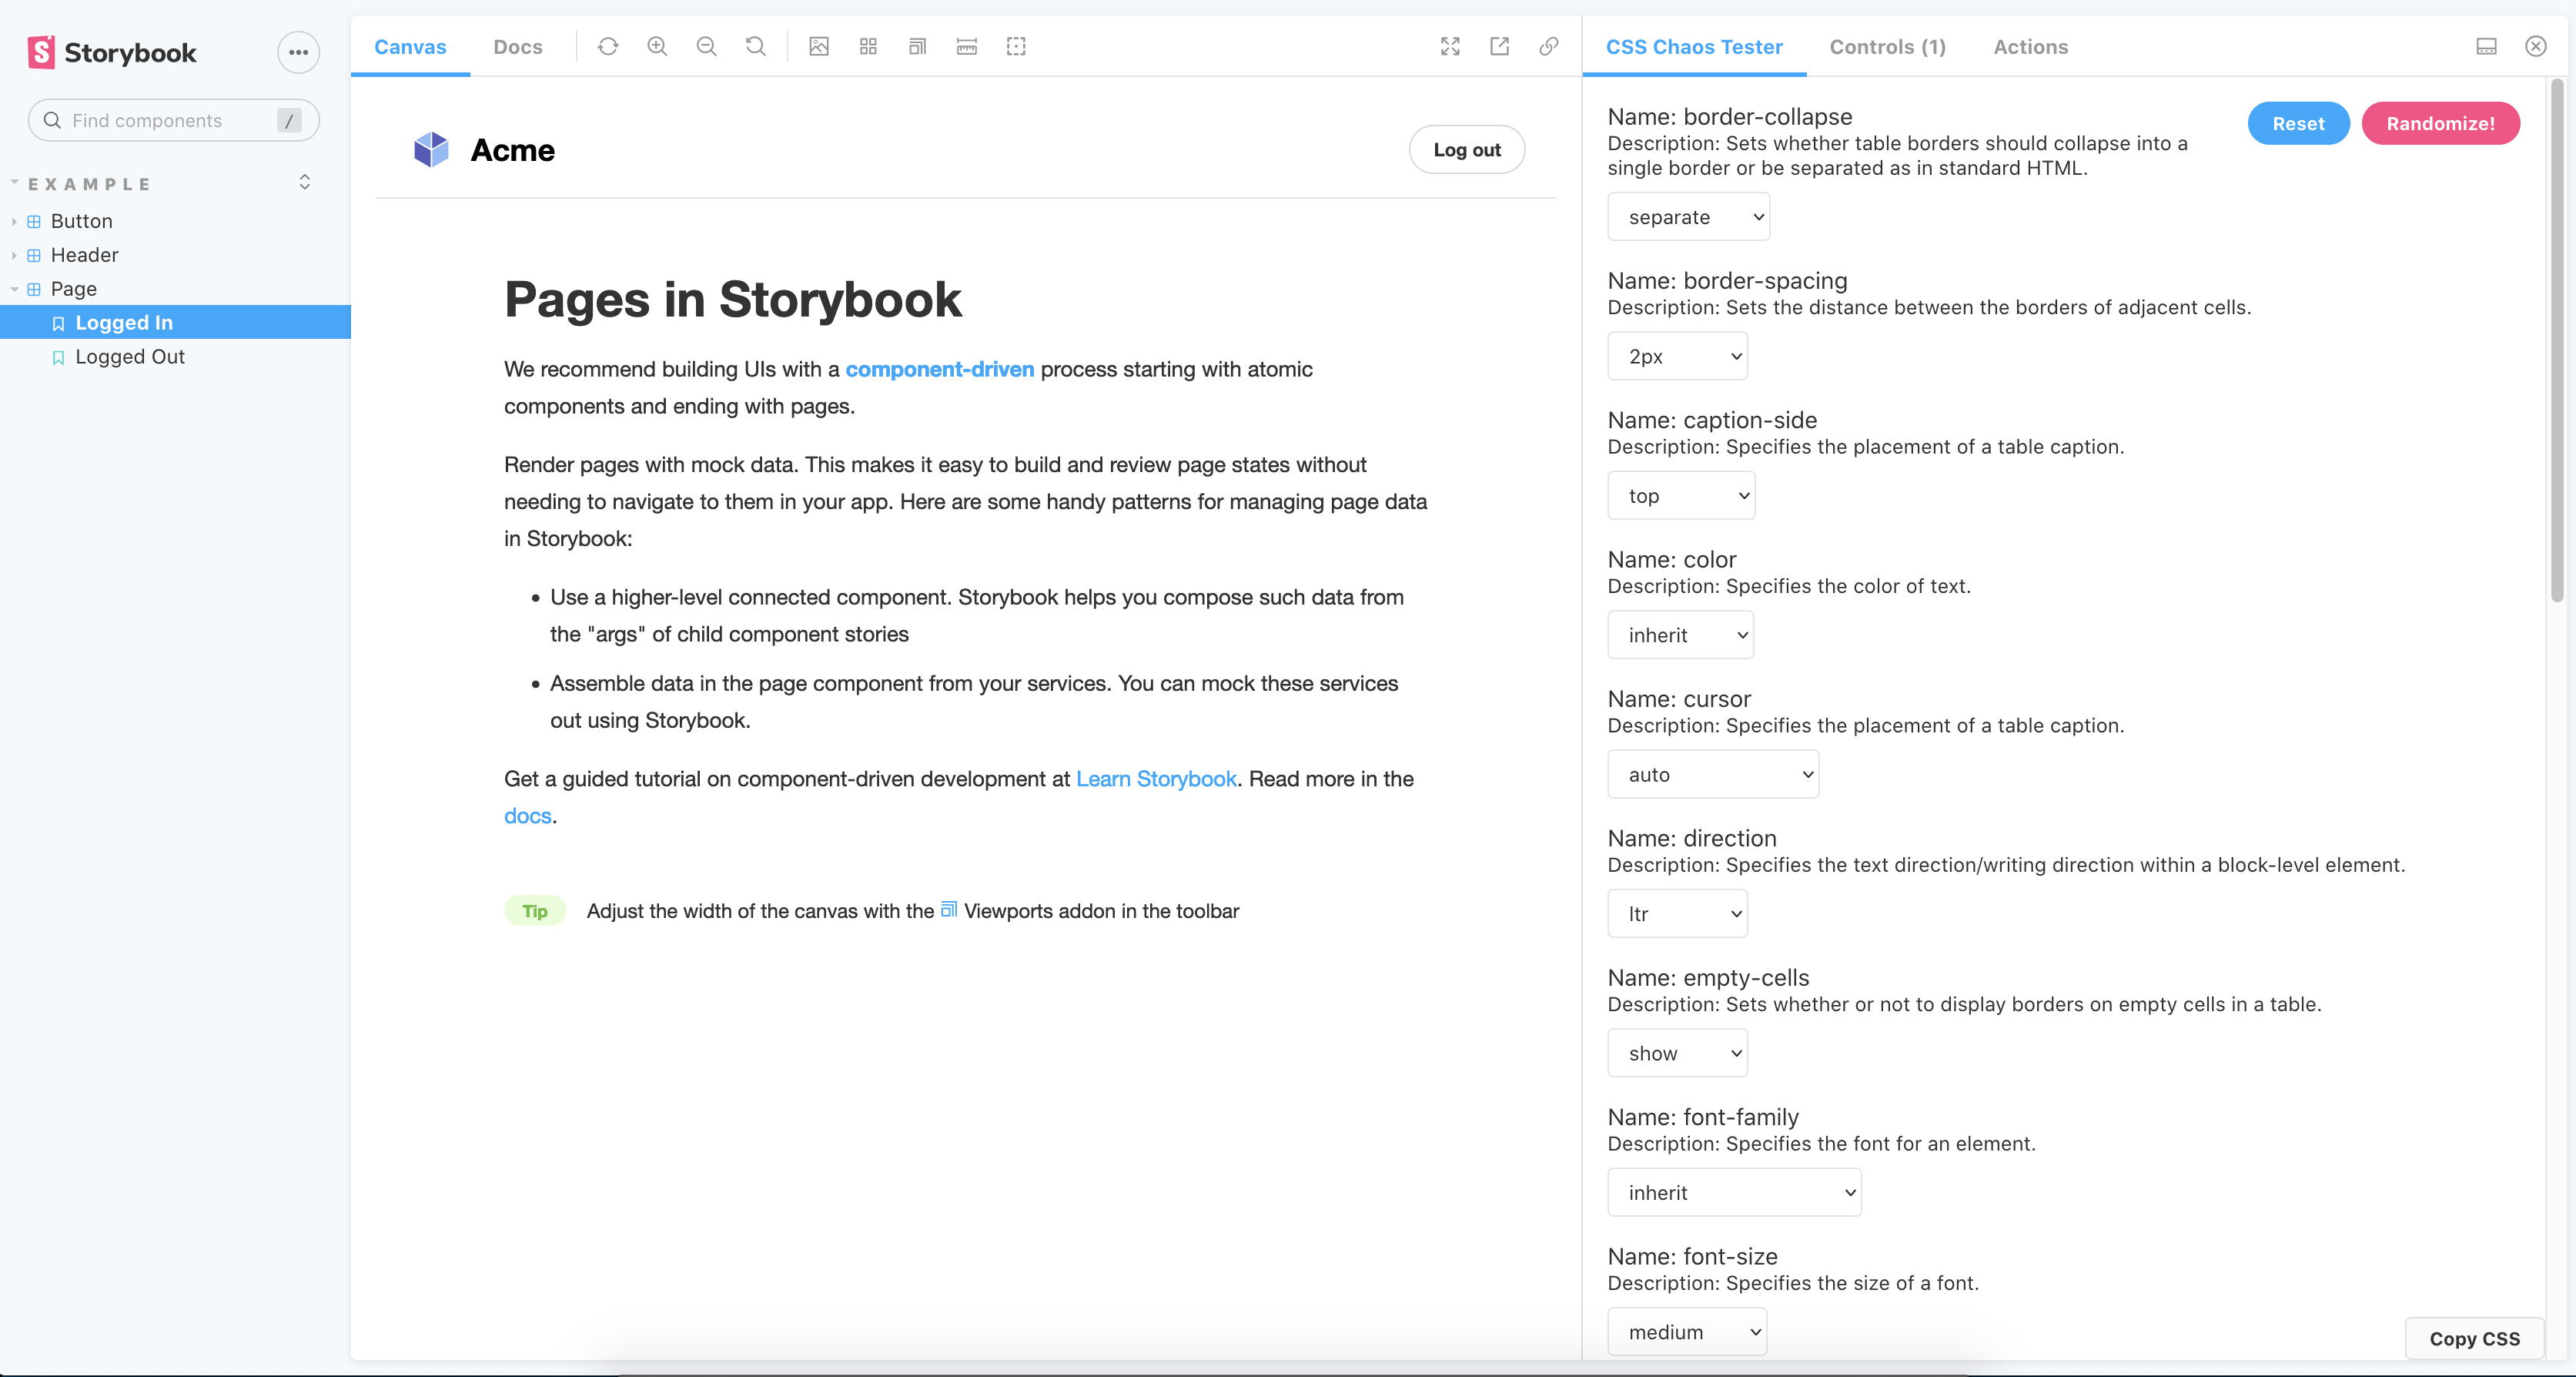 Storybook
Find components
/
EXAMPLE
Button
Header
Page
Logged In
Logged Out
Canvas
Docs
Acme
Log out
Pages in Storybook
We recommend building UIs with a component-driven process starting with atomic
components and ending with pages.
Render pages with mock data. This makes it easy to build and review page states without
needing to navigate to them in your app. Here are some handy patterns for managing page data
in Storybook:
• Use a higher-level connected component. Storybook helps you compose such data from
the "args" of child component stories
• Assemble data in the page component from your services. You can mock these services
out using Storybook.
Get a guided tutorial on component-driven development at Learn Storybook. Read more in the
docs.
Tip Adjust the width of the canvas with the Viewports addon in the toolbar
CSS Chaos Tester
Controls (1)
Actions
Reset
Randomize!
Name: border-collapse
Description: Sets whether table borders should collapse into a
single border or be separated as in standard HTML.
separate
Name: border-spacing
Description: Sets the distance between the borders of adjacent cells.
2px
Name: caption-side
Description: Specifies the placement of a table caption.
top
Name: color
Description: Specifies the color of text.
inherit
Name: cursor
Description: Specifies the placement of a table caption.
auto
Name: direction
Description: Specifies the text direction/writing direction within a block-level element.
ltr
Name: empty-cells
Description: Sets whether or not to display borders on empty cells in a table.
show
Name: font-family
Description: Specifies the font for an element.
inherit
Name: font-size
Description: Specifies the size of a font.
medium
Copy CSS